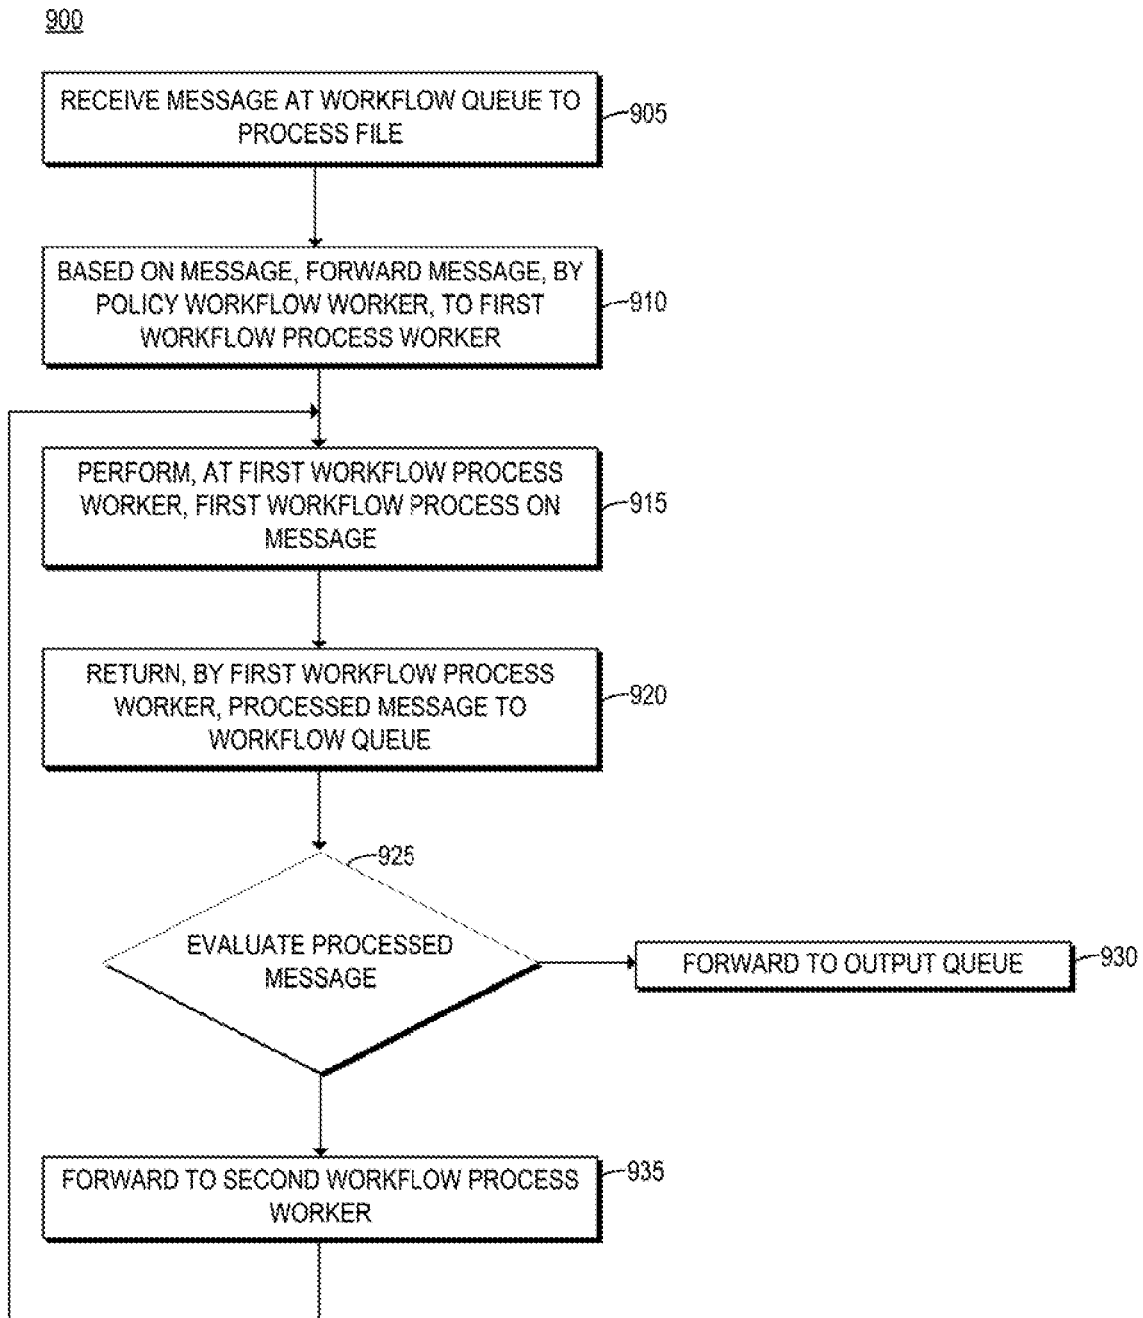 900
RECEIVE MESSAGE AT WORKFLOW QUEUE TO
PROCESS FILE
905
BASED ON MESSAGE, FORWARD MESSAGE, BY
POLICY WORKFLOW WORKER, TO FIRST
WORKFLOW PROCESS WORKER
910
PERFORM, AT FIRST WORKFLOW PROCESS
WORKER, FIRST WORKFLOW PROCESS ON
MESSAGE
915
RETURN, BY FIRST WORKFLOW PROCESS
WORKER, PROCESSED MESSAGE TO
WORKFLOW QUEUE
920
925
EVALUATE PROCESSED
MESSAGE
FORWARD TO OUTPUT QUEUE
930
FORWARD TO SECOND WORKFLOW PROCESS
WORKER
935